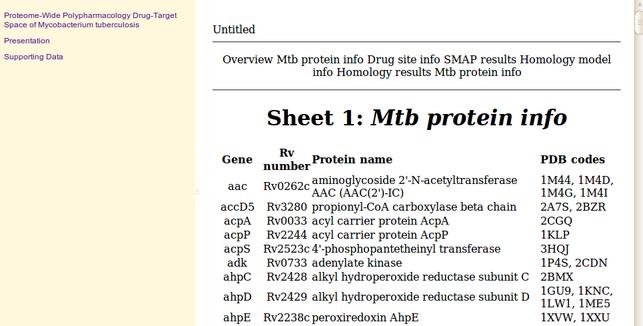 Proteome-Wide Polypharmacology Drug-Target
Space of Mycobacterium tuberculosis
Presentation
Supporting Data
Untitled
Overview Mtb protein info Drug site info SMAP results Homology model
info Homology results Mtb protein info
Sheet 1: Mtb protein info
Gene Rv number Protein name PDB codes
aac Rv0262c aminoglycoside 2'-N-acetyltransferase AAC (AAC(2')-IC) 1M44, 1M4D, 1M4G, 1M4I
accD5 Rv3280 propionyl-CoA carboxylase beta chain 2A7S, 2BZR
acpA Rv0033 acyl carrier protein AcpA 2CGQ
acpP Rv2244 acyl carrier protein AcpP 1KLP
acpS Rv2523c 4'-phosphopantetheinyl transferase 3HQJ
adk Rv0733 adenylate kinase 1P4S, 2CDN
ahpC Rv2428 alkyl hydroperoxide reductase subunit C 2BMX
ahpD Rv2429 alkyl hydroperoxide reductase subunit D 1GU9, 1KNC, 1LW1, 1ME5
ahpE Rv2238c peroxiredoxin AhpE 1XVW, 1XXU